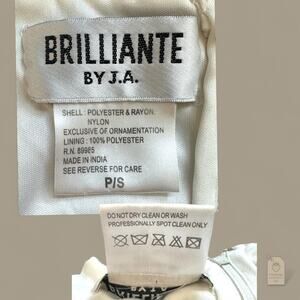 BRILLIANTE
BY J.A.
SHELL: POLYESTER & RAYON,
NYLON
EXCLUSIVE OF ORNAMENTATION
LINING: 100% POLYESTER
R.N. 89985
MADE IN INDIA
SEE REVERSE FOR CARE
P/S
DO NOT DRY CLEAN OR WASH
PROFESSIONALLY SPOT CLEAN ONLY